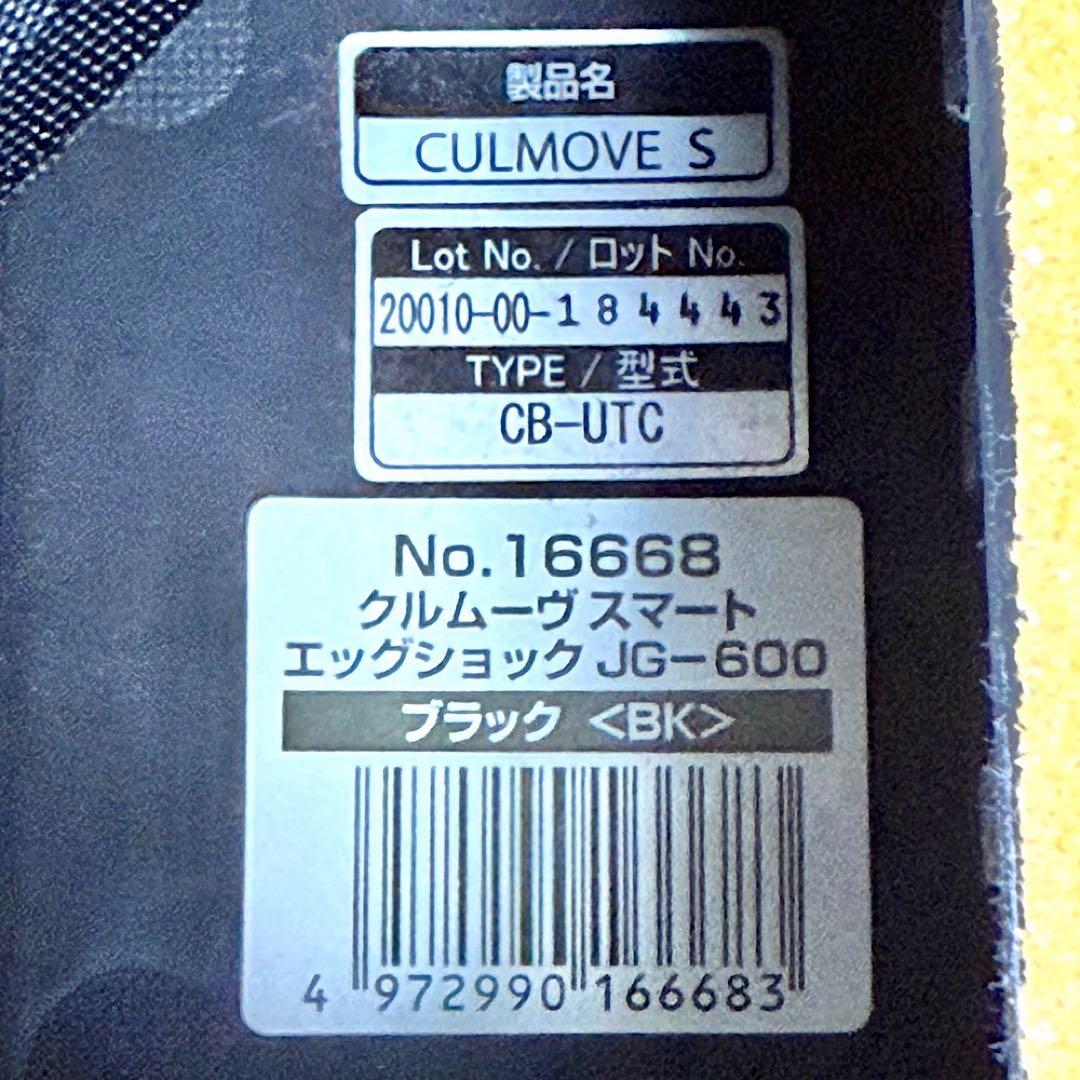 製品名
CULMOVE S
Lot No. / ロット No.
20010-00-184443
TYPE / 型式
CB-UTC
No.16668
クルムーヴ スマート
エッグショック JG-600
ブラック <BK>
4 972990 166683